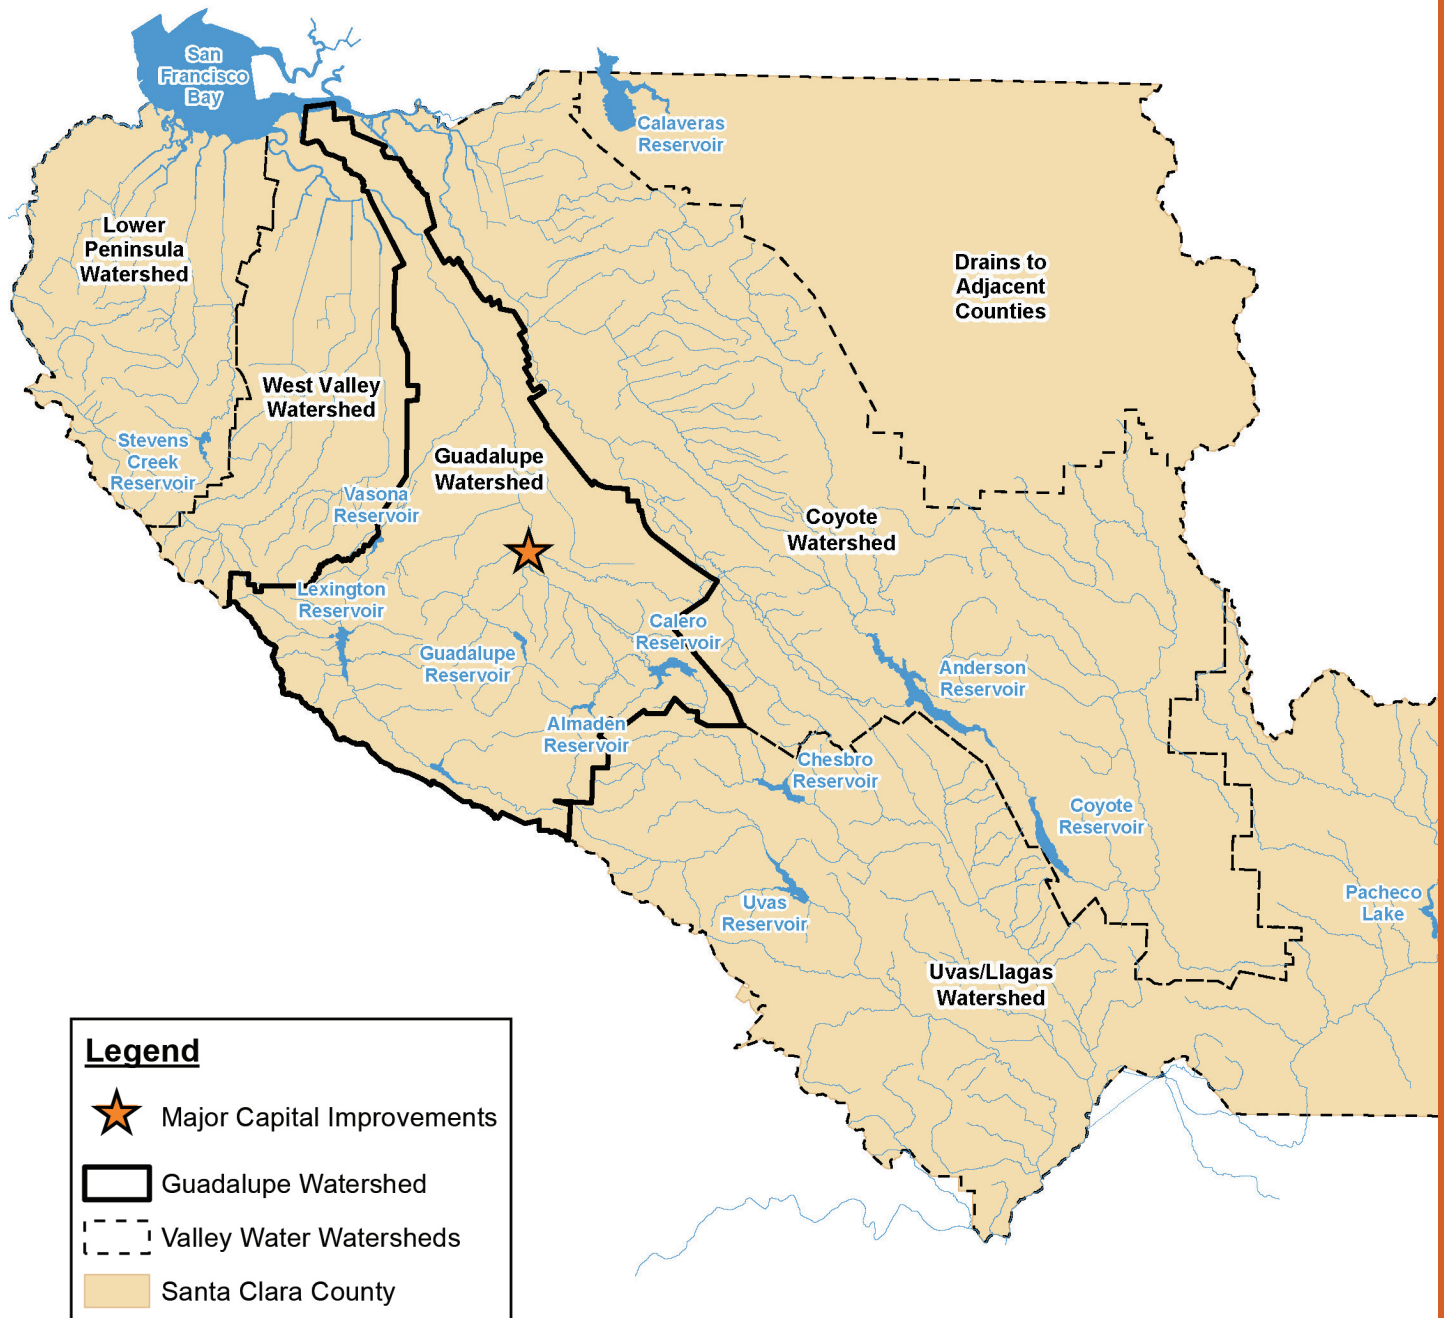 San
Francisco
Bay
Calaveras
Reservoir
Lower
Peninsula
Watershed
Drains to
Adjacent
Counties
West Valley
Watershed
Stevens
Creek
Reservoir
Guadalupe
Watershed
Vasona
Reservoir
Coyote
Watershed
Lexington
Reservoir
Calero
Reservoir
Guadalupe
Reservoir
Anderson
Reservoir
Almaden
Reservoir
Chesbro
Reservoir
Coyote
Reservoir
Uvas
Reservoir
Pacheco
Lake
Uvas/Llagas
Watershed
Legend
Major Capital Improvements
Guadalupe Watershed
Valley Water Watersheds
Santa Clara County